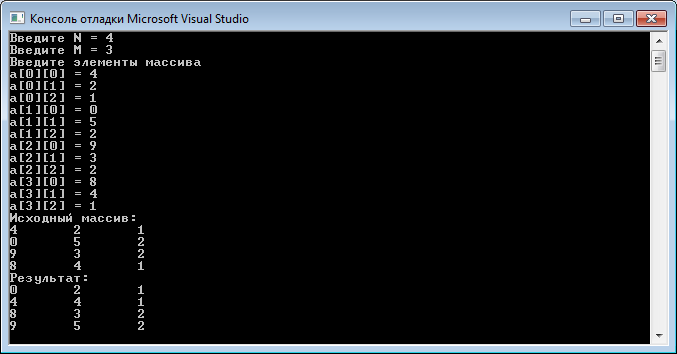 Консоль отладки Microsoft Visual Studio
Введите N = 4
Введите M = 3
Введите элементы массива
a[0][0] = 4
a[0][1] = 2
a[0][2] = 1
a[1][0] = 0
a[1][1] = 5
a[1][2] = 2
a[2][0] = 9
a[2][1] = 3
a[2][2] = 2
a[3][0] = 8
a[3][1] = 4
a[3][2] = 1
Исходный массив:
4 2 1
0 5 2
9 3 2
8 4 1
Результат:
0 2 1
4 4 1
8 3 2
9 5 2